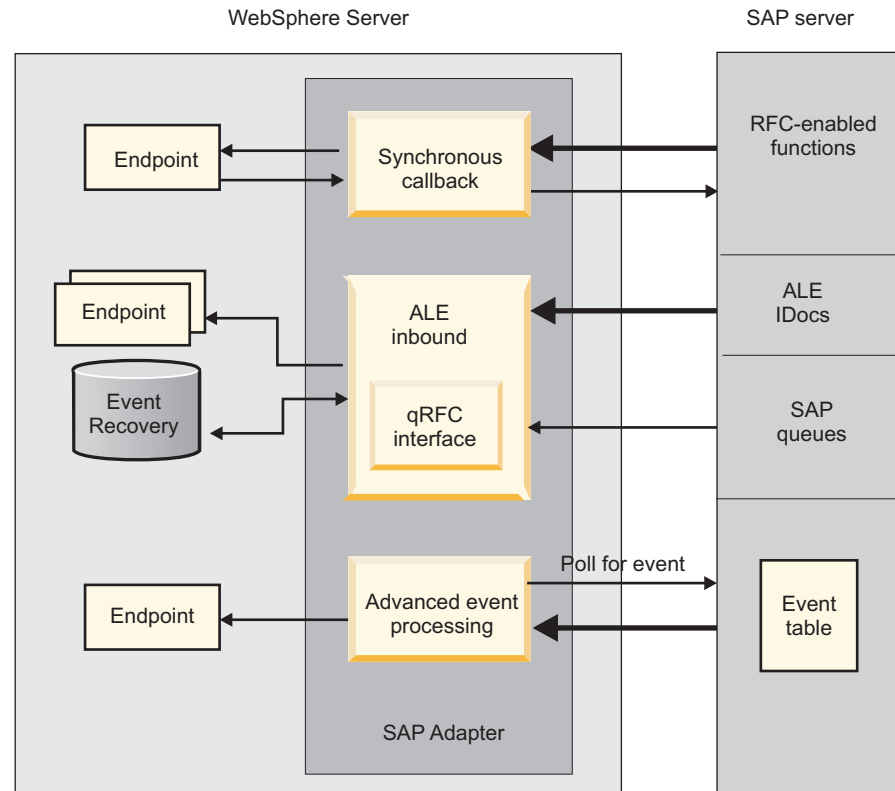 WebSphere Server
SAP server
Endpoint
Synchronous
callback
RFC-enabled
functions
Endpoint
ALE
inbound
ALE
IDocs
Event
Recovery
qRFC
interface
SAP
queues
Poll for event
Endpoint
Advanced event
processing
Event
table
SAP Adapter